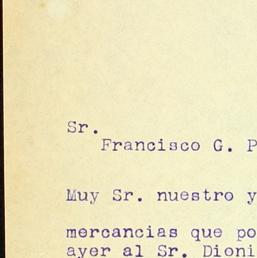 Sr.
Francisco G. P
Muy Sr. nuestro y
mercancias que po
ayer al Sr. Dioni